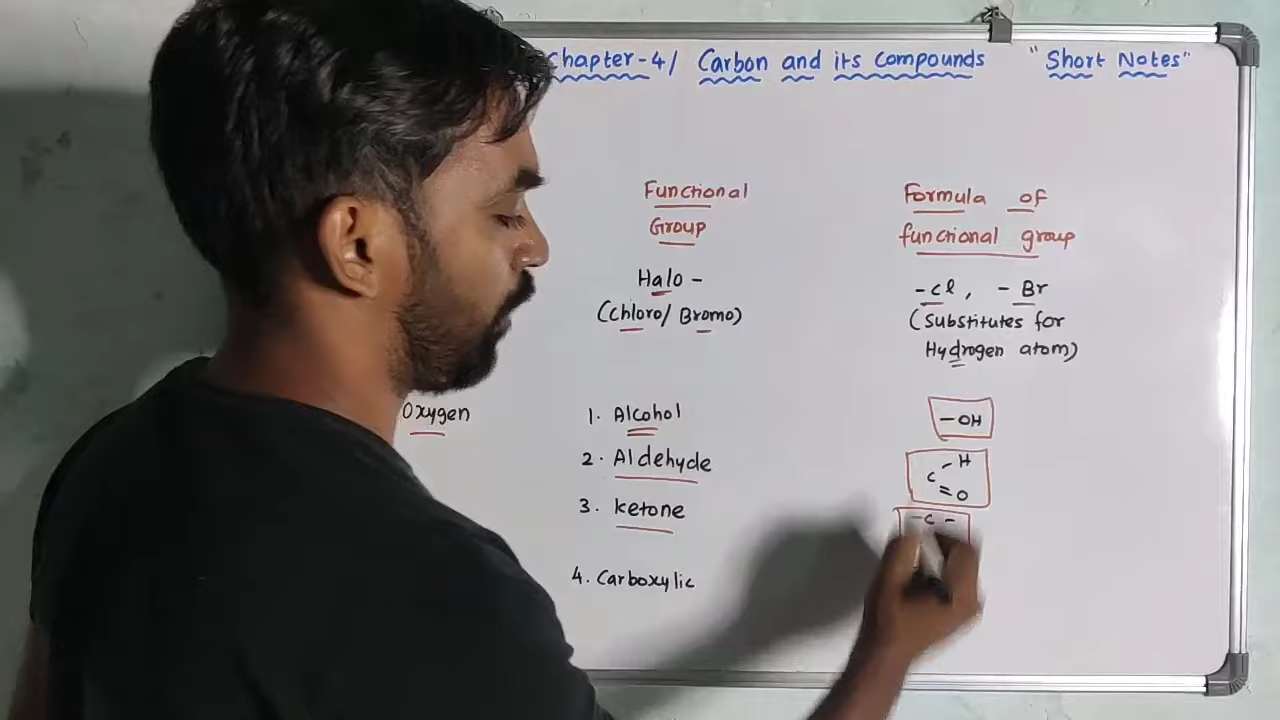 Chapter-4/ Carbon and its compounds "Short Notes"
Functional
Group
Formula of
functional group
Halo -
(Chloro/ Bromo)
-Cl, - Br
(Substitutes for
Hydrogen atom)
Oxygen
1. Alcohol
-OH
2. Aldehyde
C - H
= O
3. ketone
-C -
4. Carboxylic